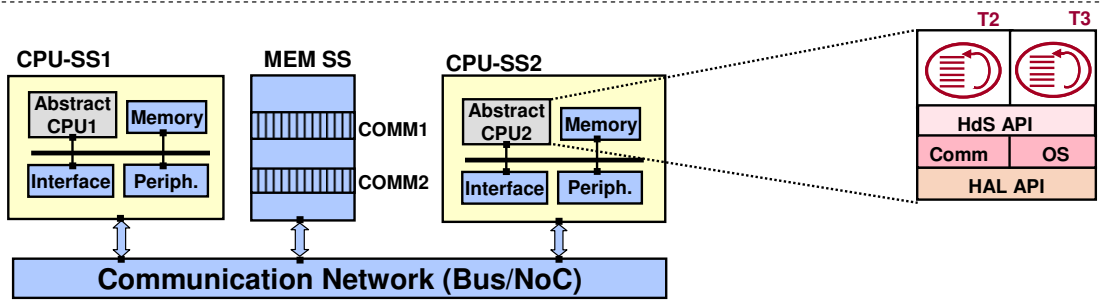 T2 T3
CPU-SS1 MEM SS CPU-SS2
Abstract
CPU1
Memory
Interface
Periph.
COMM1
COMM2
Abstract
CPU2
Memory
Interface
Periph.
HdS API
Comm OS
HAL API
Communication Network (Bus/NoC)